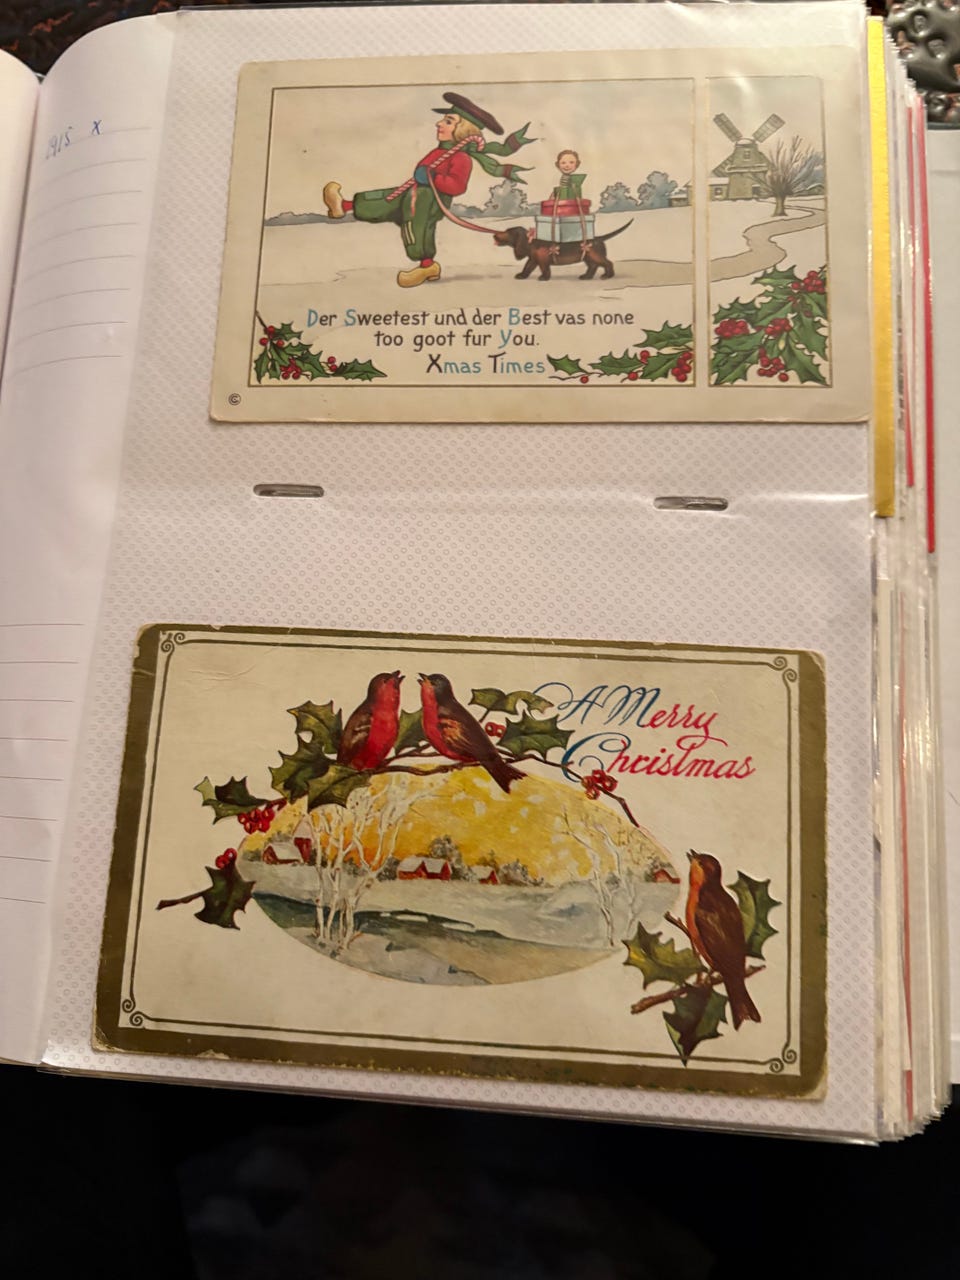 1915 X
Der Sweetest und der Best vas none
too goot fur You.
Xmas Times
©
A Merry
Christmas